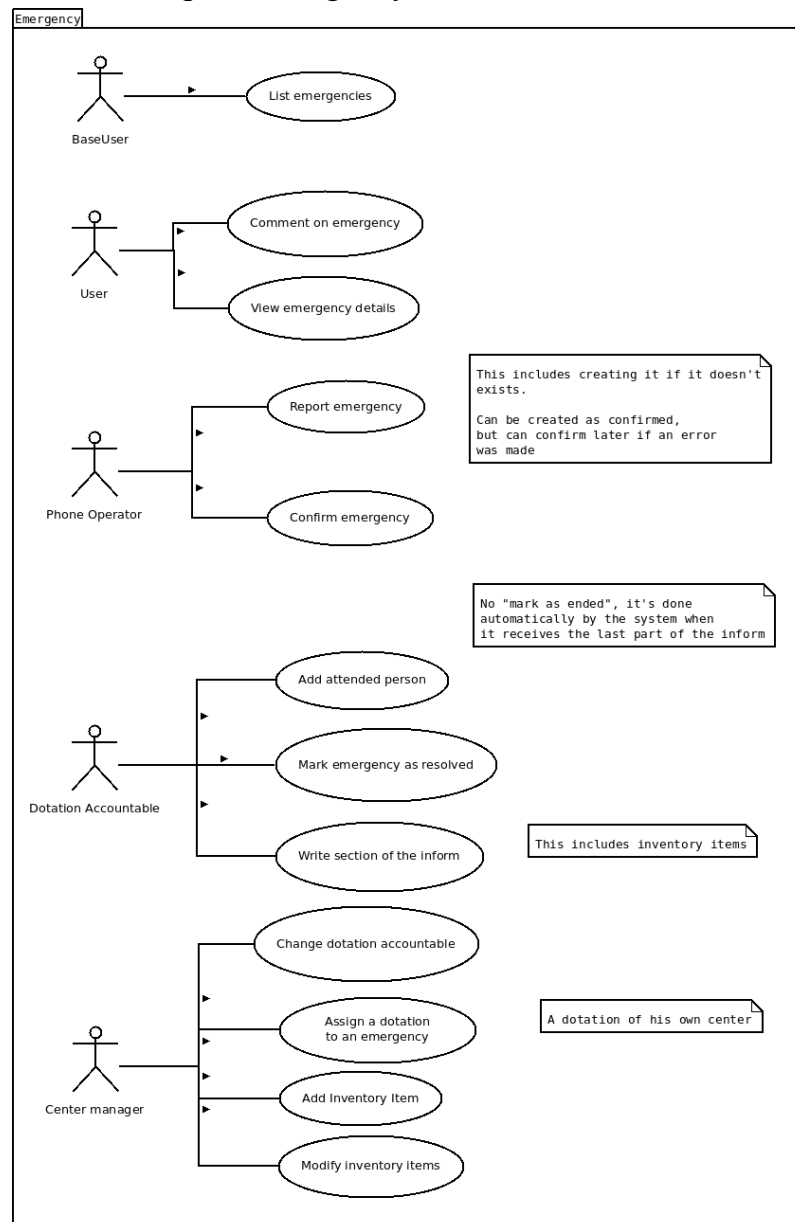 Emergency
List emergencies
BaseUser
Comment on emergency
User
View emergency details
This includes creating it if it doesn't
exists.
Can be created as confirmed,
but can confirm later if an error
was made
Report emergency
Phone Operator
Confirm emergency
No "mark as ended", it's done
automatically by the system when
it receives the last part of the inform
Add attended person
Mark emergency as resolved
Dotation Accountable
This includes inventory items
Write section of the inform
Change dotation accountable
A dotation of his own center
Assign a dotation
to an emergency
Add Inventory Item
Center manager
Modify inventory items